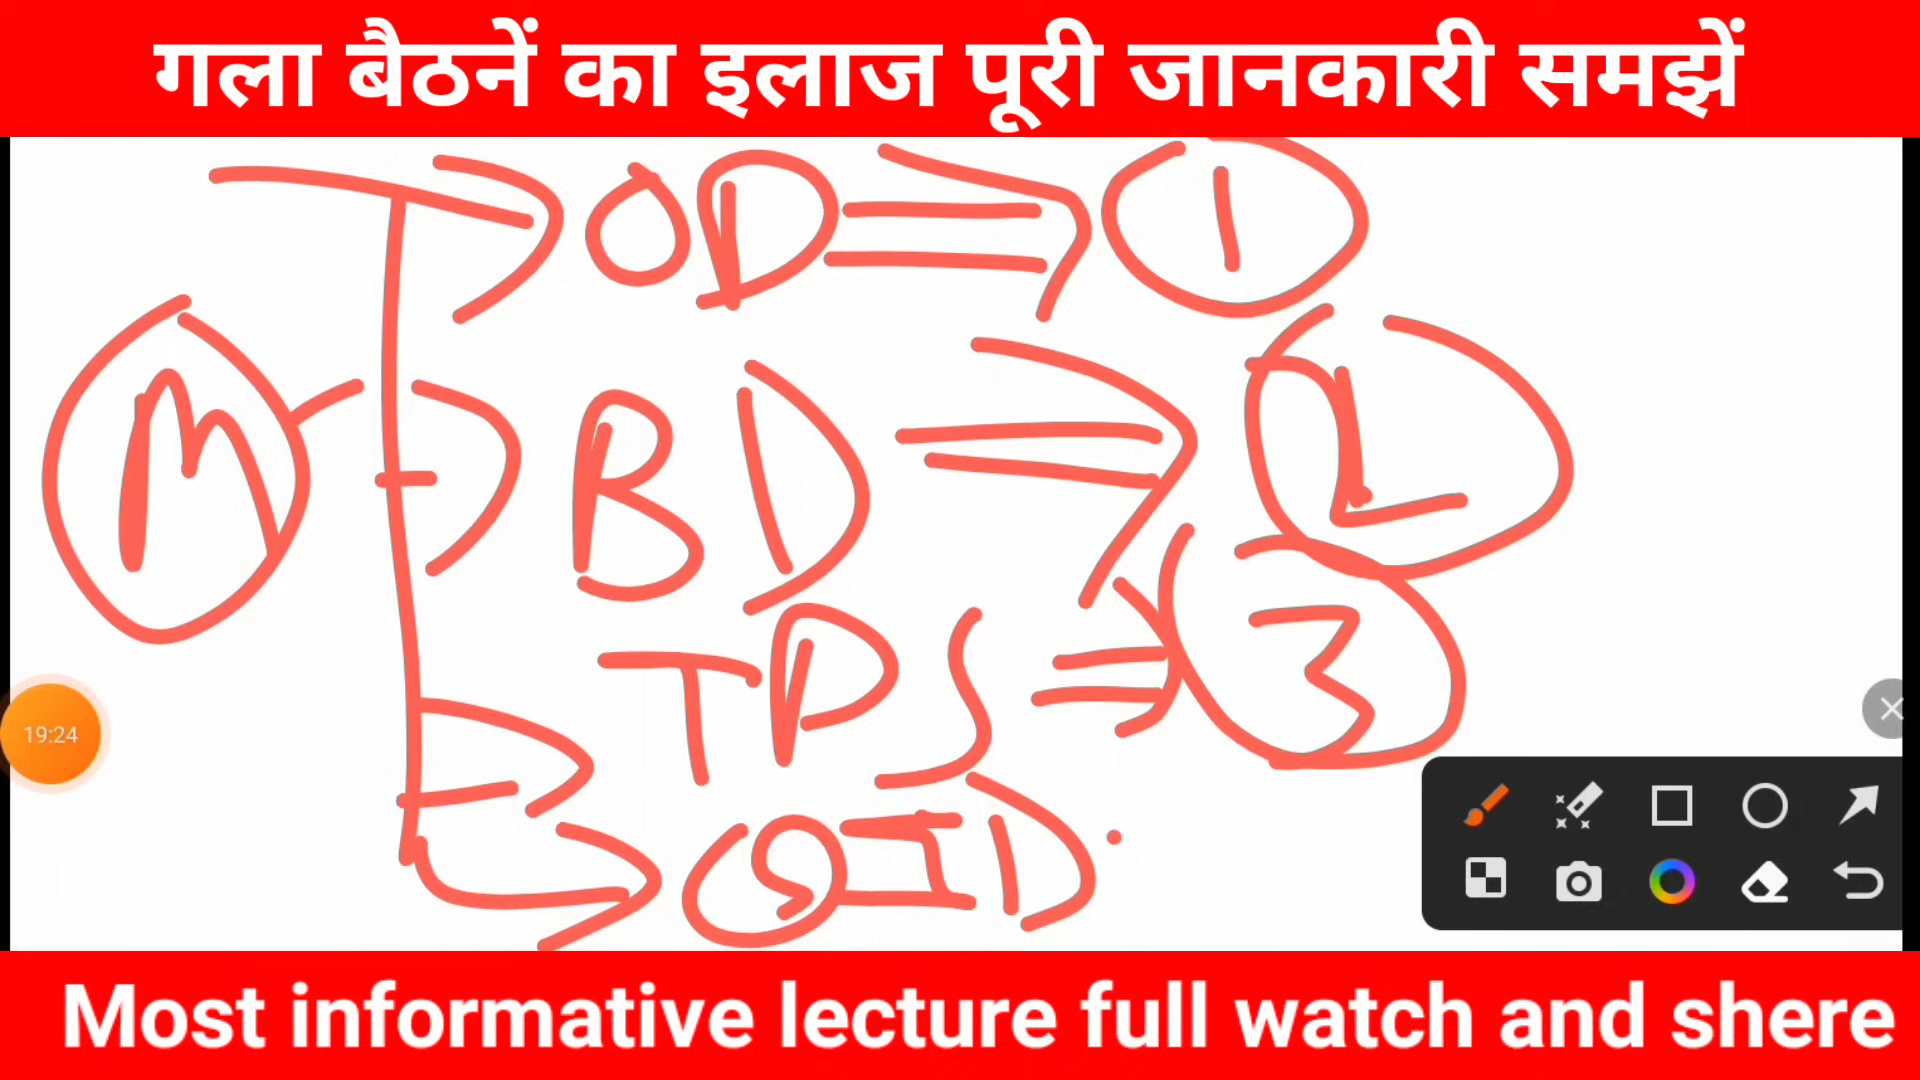 गला बैठनें का इलाज पूरी जानकारी समझें
OD 1
M
BD 2
TDS 3
QID
19:24
Most informative lecture full watch and shere